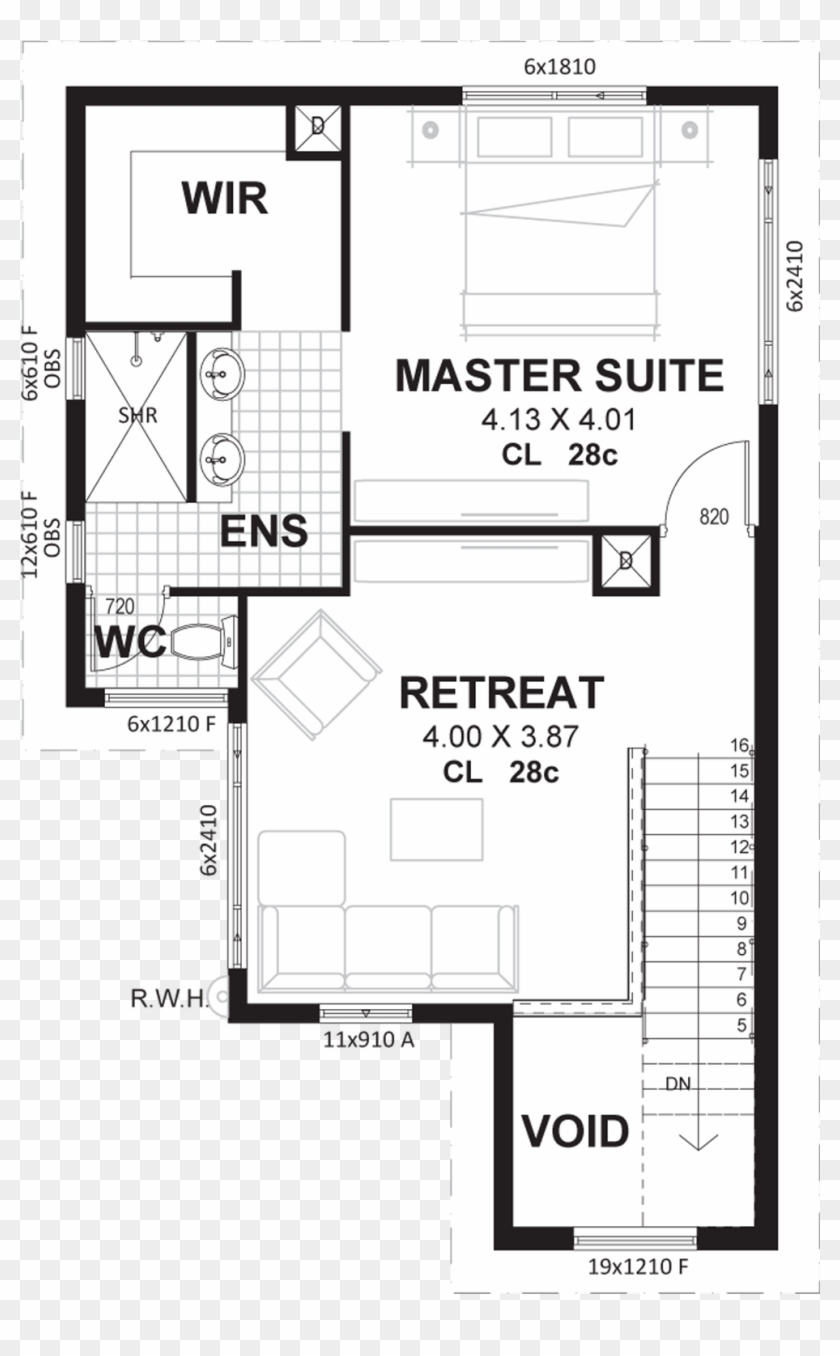 6x1810
D
WIR
6x2410
6x610 F
OBS
MASTER SUITE
4.13 X 4.01
CL 28c
SHR
12x610 F
OBS
820
ENS
D
720
WC
6x1210 F
RETREAT
4.00 X 3.87
CL 28c
16
15
14
13
12
11
10
9
8
7
6
5
6x2410
R.W.H.
11x910 A
DN
VOID
19x1210 F